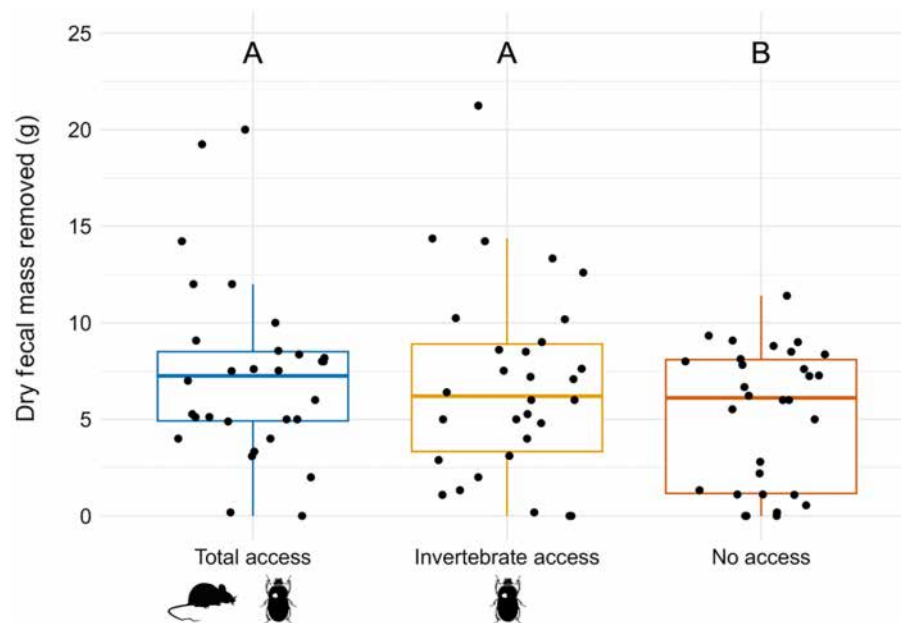 Dry fecal mass removed (g)
25
20
15
10
5
0
A
A
B
Total access
Invertebrate access
No access